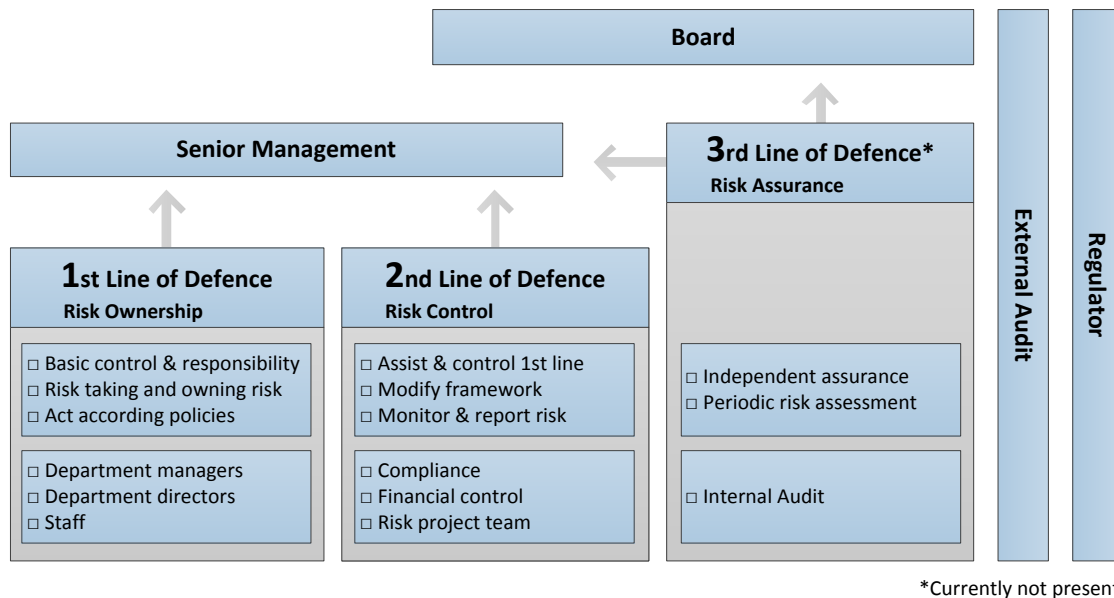 Board
Senior Management
3rd Line of Defence*
Risk Assurance
1st Line of Defence
Risk Ownership
2nd Line of Defence
Risk Control
□ Basic control & responsibility
□ Risk taking and owning risk
□ Act according policies
□ Assist & control 1st line
□ Modify framework
□ Monitor & report risk
□ Independent assurance
□ Periodic risk assessment
□ Department managers
□ Department directors
□ Staff
□ Compliance
□ Financial control
□ Risk project team
□ Internal Audit
External Audit
Regulator
*Currently not present